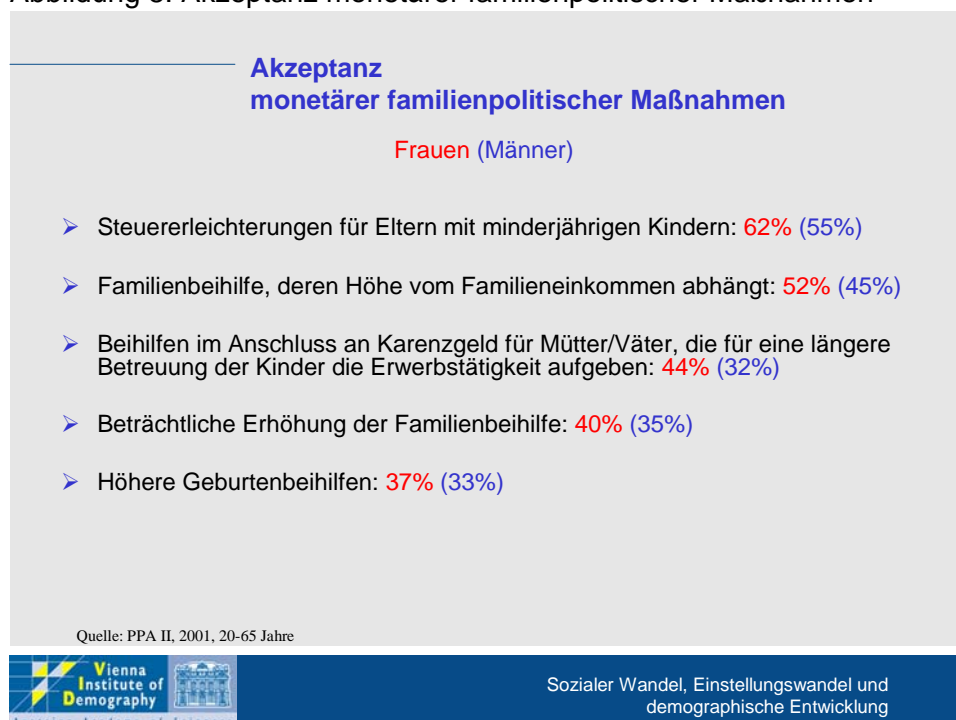 Akzeptanz
monetärer familienpolitischer Maßnahmen
Frauen (Männer)
➢ Steuererleichterungen für Eltern mit minderjährigen Kindern: 62% (55%)
➢ Familienbeihilfe, deren Höhe vom Familieneinkommen abhängt: 52% (45%)
➢ Beihilfen im Anschluss an Karenzgeld für Mütter/Väter, die für eine längere
Betreuung der Kinder die Erwerbstätigkeit aufgeben: 44% (32%)
➢ Beträchtliche Erhöhung der Familienbeihilfe: 40% (35%)
➢ Höhere Geburtenbeihilfen: 37% (33%)
Quelle: PPA II, 2001, 20-65 Jahre
Vienna
Institute of
Demography
Sozialer Wandel, Einstellungswandel und
demographische Entwicklung